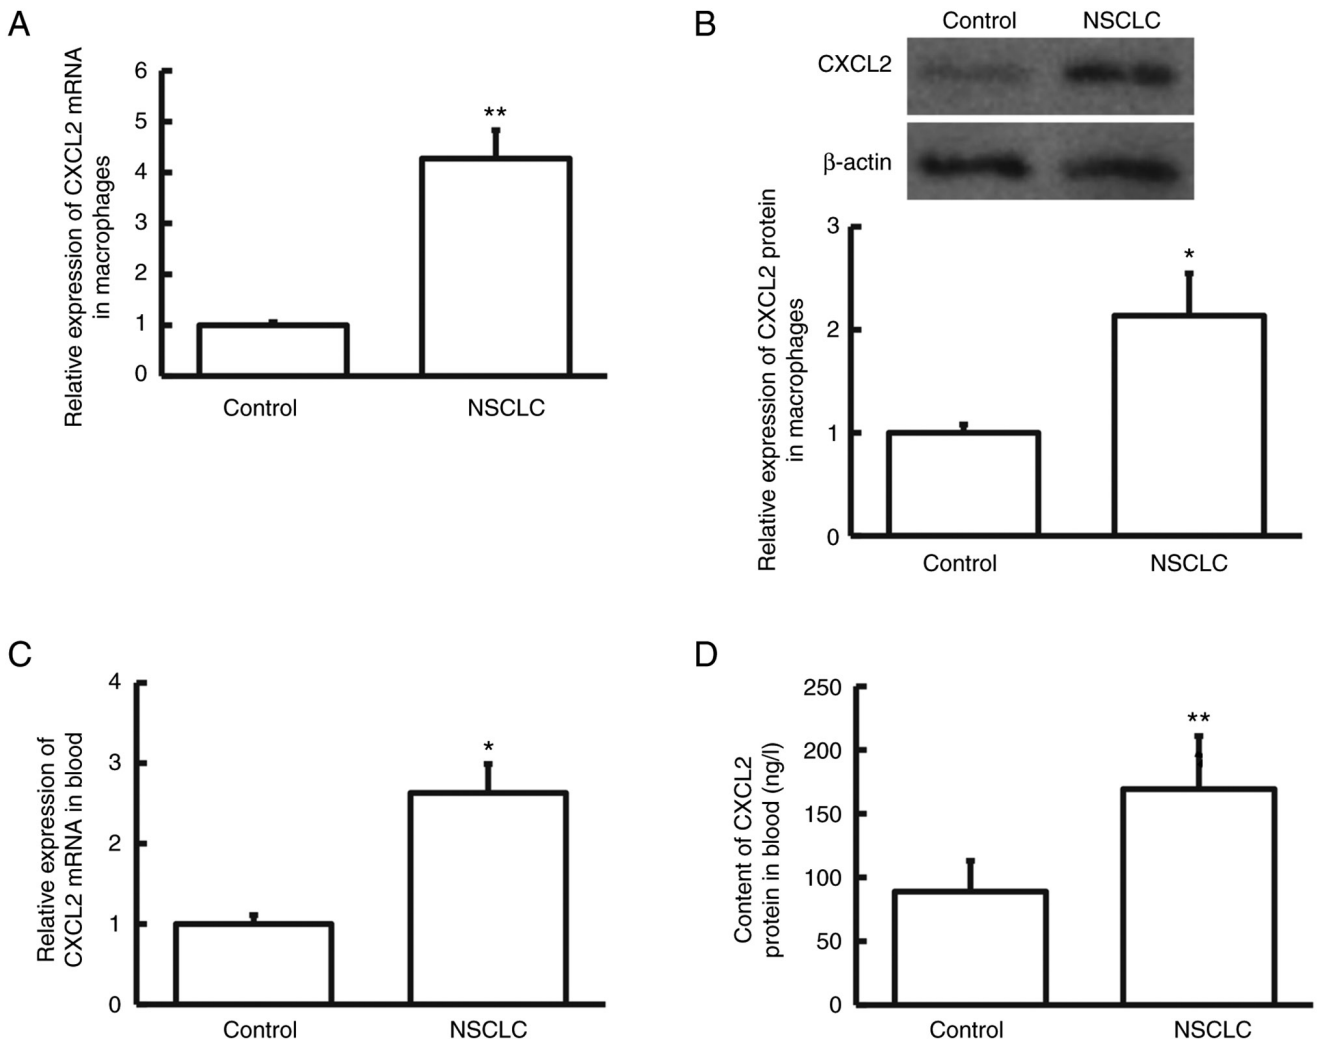 A
Relative expression of CXCL2 mRNA
in macrophages
6
5
4
3
2
1
0
**
Control
NSCLC
B
Control
NSCLC
CXCL2
β-actin
Relative expression of CXCL2 protein
in macrophages
3
2
1
0
*
Control
NSCLC
C
Relative expression of
CXCL2 mRNA in blood
4
3
2
1
0
*
Control
NSCLC
D
Content of CXCL2
protein in blood (ng/l)
250
200
150
100
50
0
**
Control
NSCLC